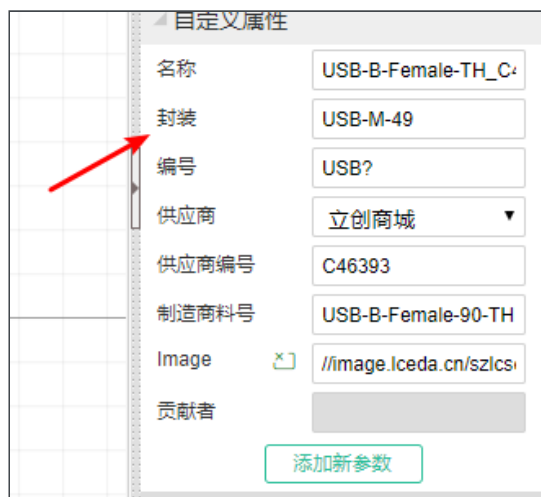 自定义属性
名称 USB-B-Female-TH_C4
封装 USB-M-49
编号 USB?
供应商 立创商城
供应商编号 C46393
制造商料号 USB-B-Female-90-TH
Image //image.lceda.cn/szlcs
贡献者
添加新参数